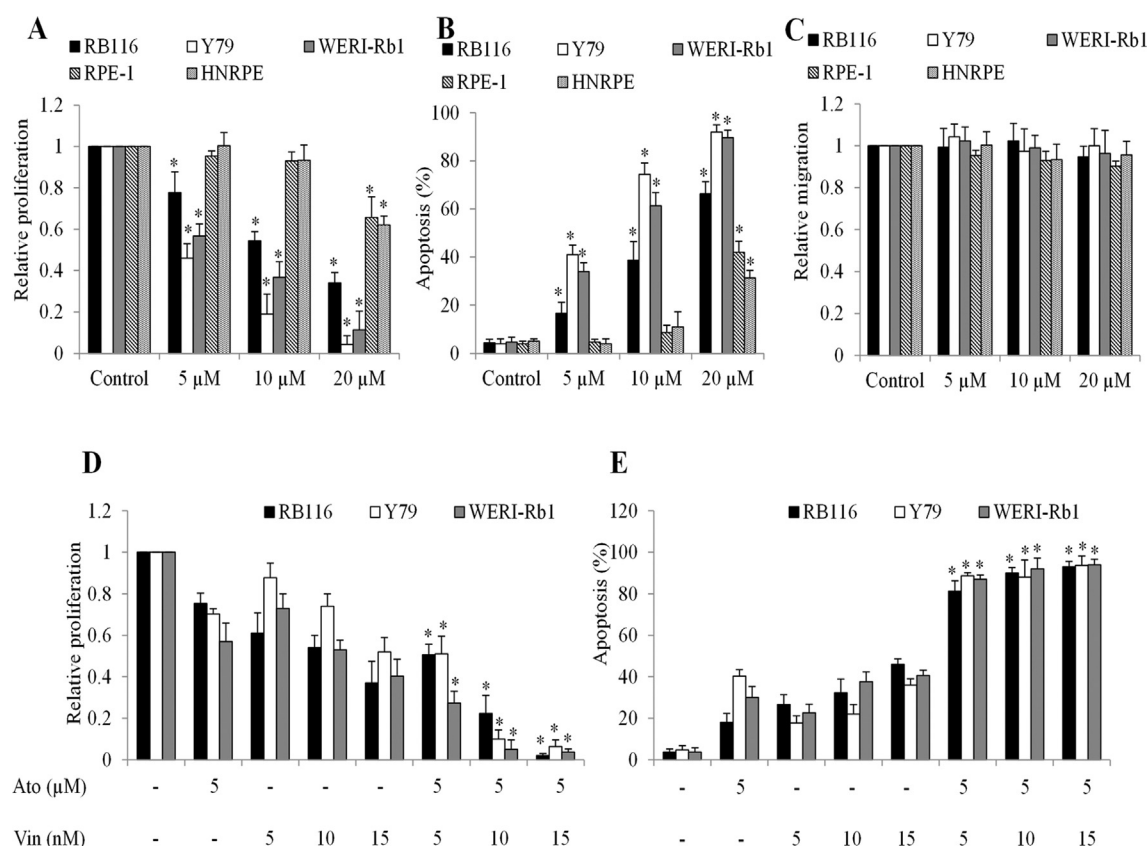 A
RB116 Y79 WERI-Rb1
RPE-1 HNRPE
Relative proliferation
1.2
1
0.8
0.6
0.4
0.2
0
* * *
* * *
* * * * *
Control 5 µM 10 µM 20 µM
B
RB116 Y79 WERI-Rb1
RPE-1 HNRPE
Apoptosis (%)
100
80
60
40
20
0
* * *
* * *
* * * * *
Control 5 µM 10 µM 20 µM
C
RB116 Y79 WERI-Rb1
RPE-1 HNRPE
Relative migration
1.2
1
0.8
0.6
0.4
0.2
0
Control 5 µM 10 µM 20 µM
D
RB116 Y79 WERI-Rb1
Relative proliferation
1.2
1
0.8
0.6
0.4
0.2
0
* * *
* * *
* * *
Ato (µM) - 5 - - - 5 5 5
Vin (nM) - - 5 10 15 5 10 15
E
RB116 Y79 WERI-Rb1
Apoptosis (%)
120
100
80
60
40
20
0
* * *
* * *
* * *
- 5 - - - 5 5 5
- - 5 10 15 5 10 15